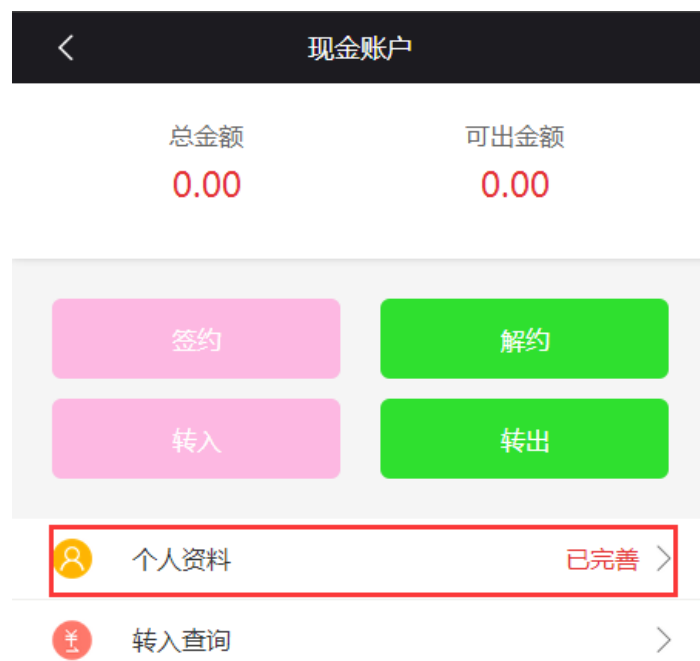 现金账户
总金额 可出金额
0.00 0.00
签约 解约
转入 转出
个人资料 已完善
转入查询